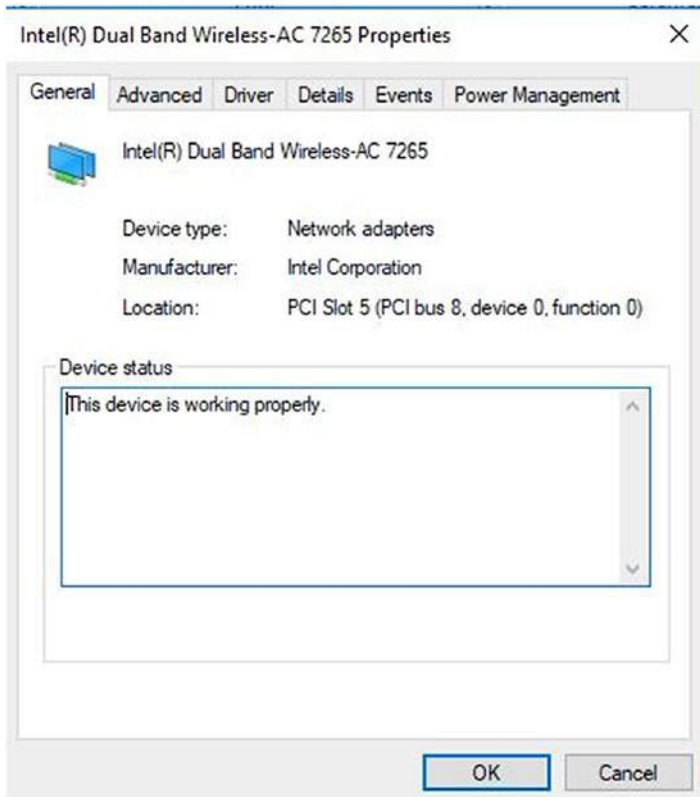 Intel(R) Dual Band Wireless-AC 7265 Properties
General Advanced Driver Details Events Power Management
Intel(R) Dual Band Wireless-AC 7265
Device type: Network adapters
Manufacturer: Intel Corporation
Location: PCI Slot 5 (PCI bus 8, device 0, function 0)
Device status
This device is working properly.
OK Cancel